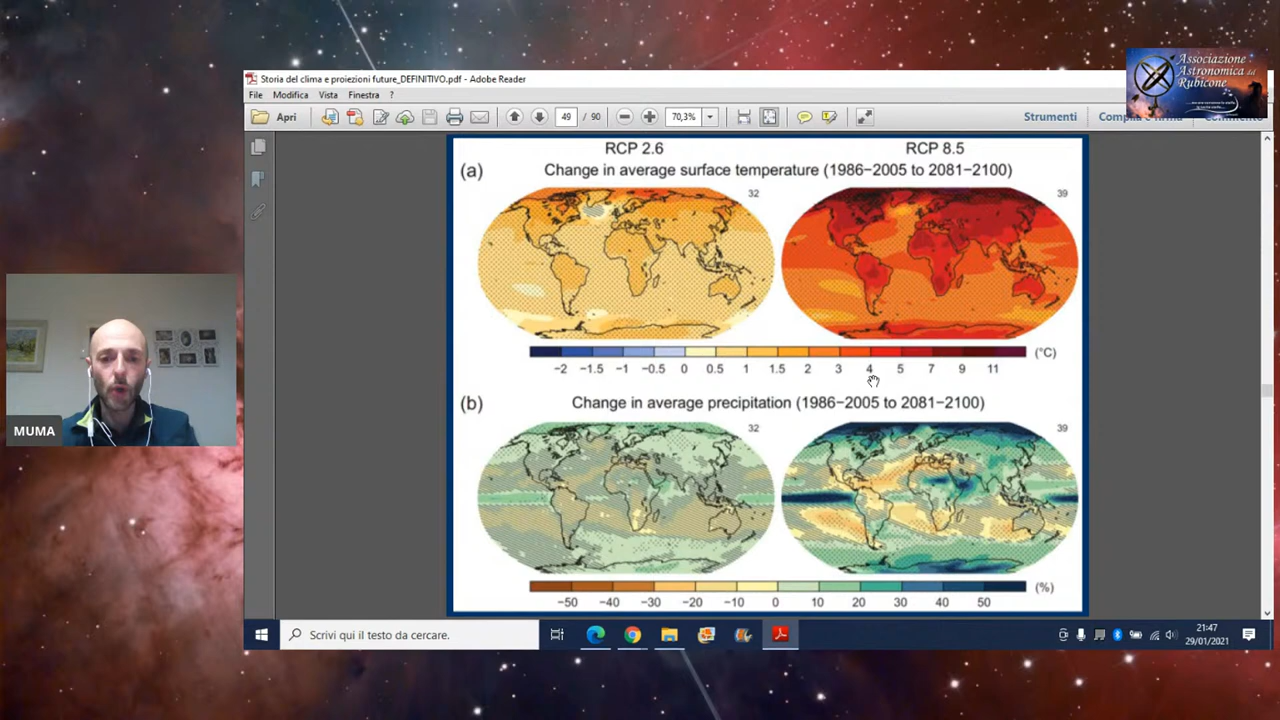 Associazione
Astronomica del
Rubicone
Storia del clima e proiezioni future_DEFINITIVO.pdf - Adobe Reader
File Modifica Vista Finestra ?
Apri 49 / 90 70,3% Strumenti
RCP 2.6 RCP 8.5
(a) Change in average surface temperature (1986−2005 to 2081−2100)
32 39
−2 −1.5 −1 −0.5 0 0.5 1 1.5 2 3 4 5 7 9 11 (°C)
(b) Change in average precipitation (1986−2005 to 2081−2100)
32 39
−50 −40 −30 −20 −10 0 10 20 30 40 50 (%)
MUMA
Scrivi qui il testo da cercare.
21:47
29/01/2021